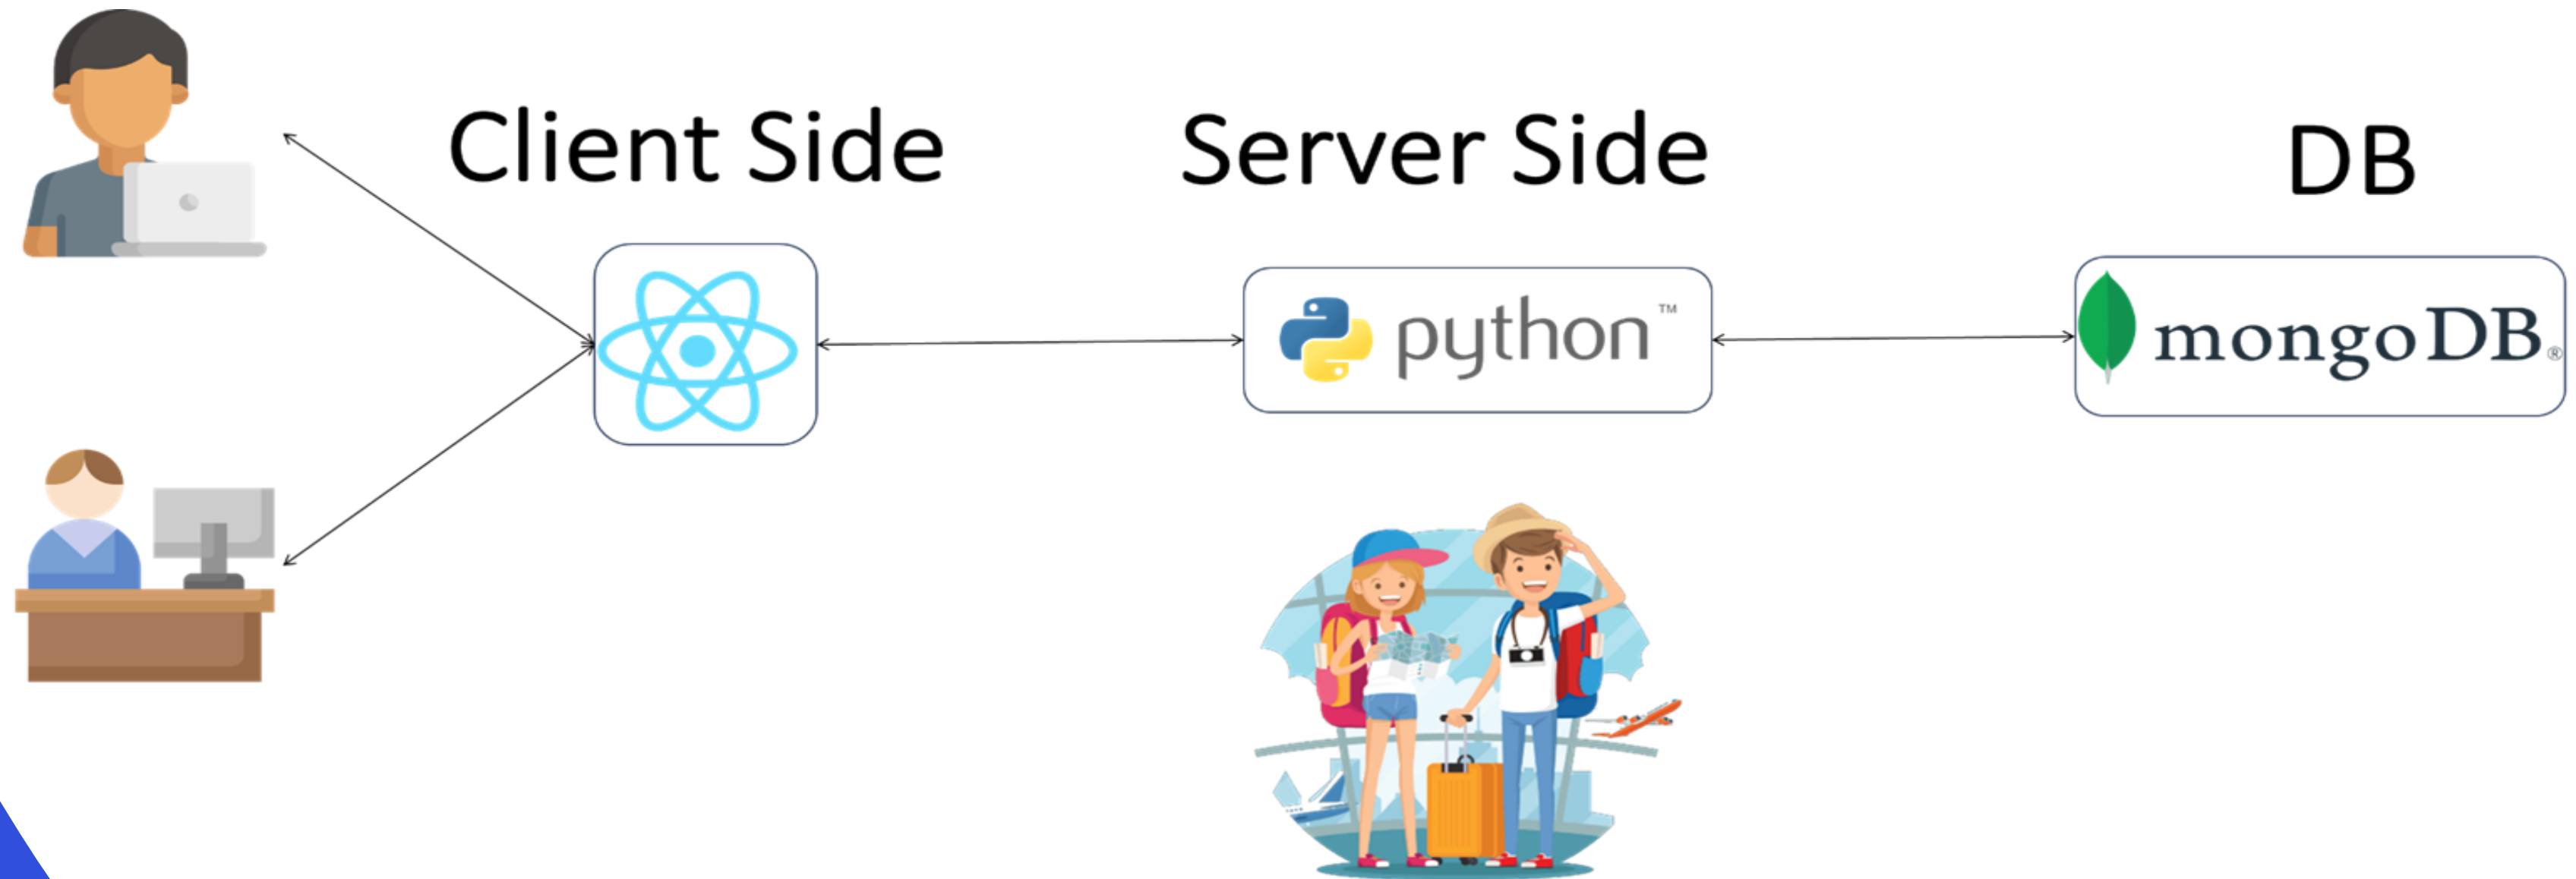 Client Side
Server Side
DB
python™
mongoDB®